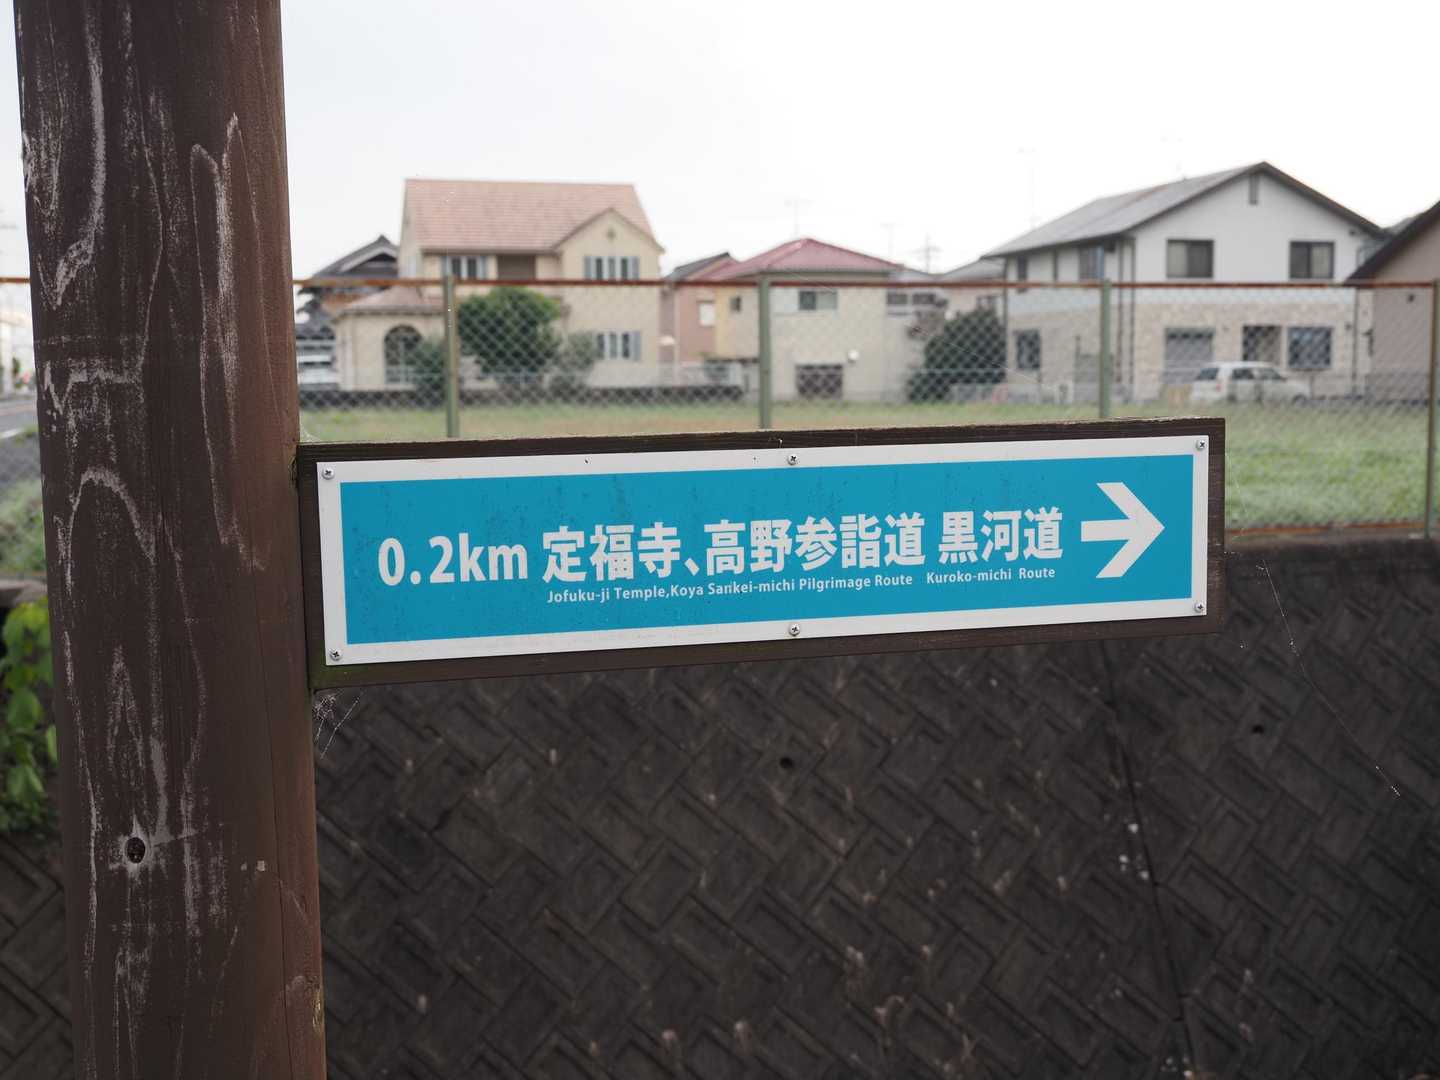 0.2km 定福寺、高野参詣道 黒河道
Jofuku-ji Temple,Koya Sankei-michi Pilgrimage Route Kuroko-michi Route